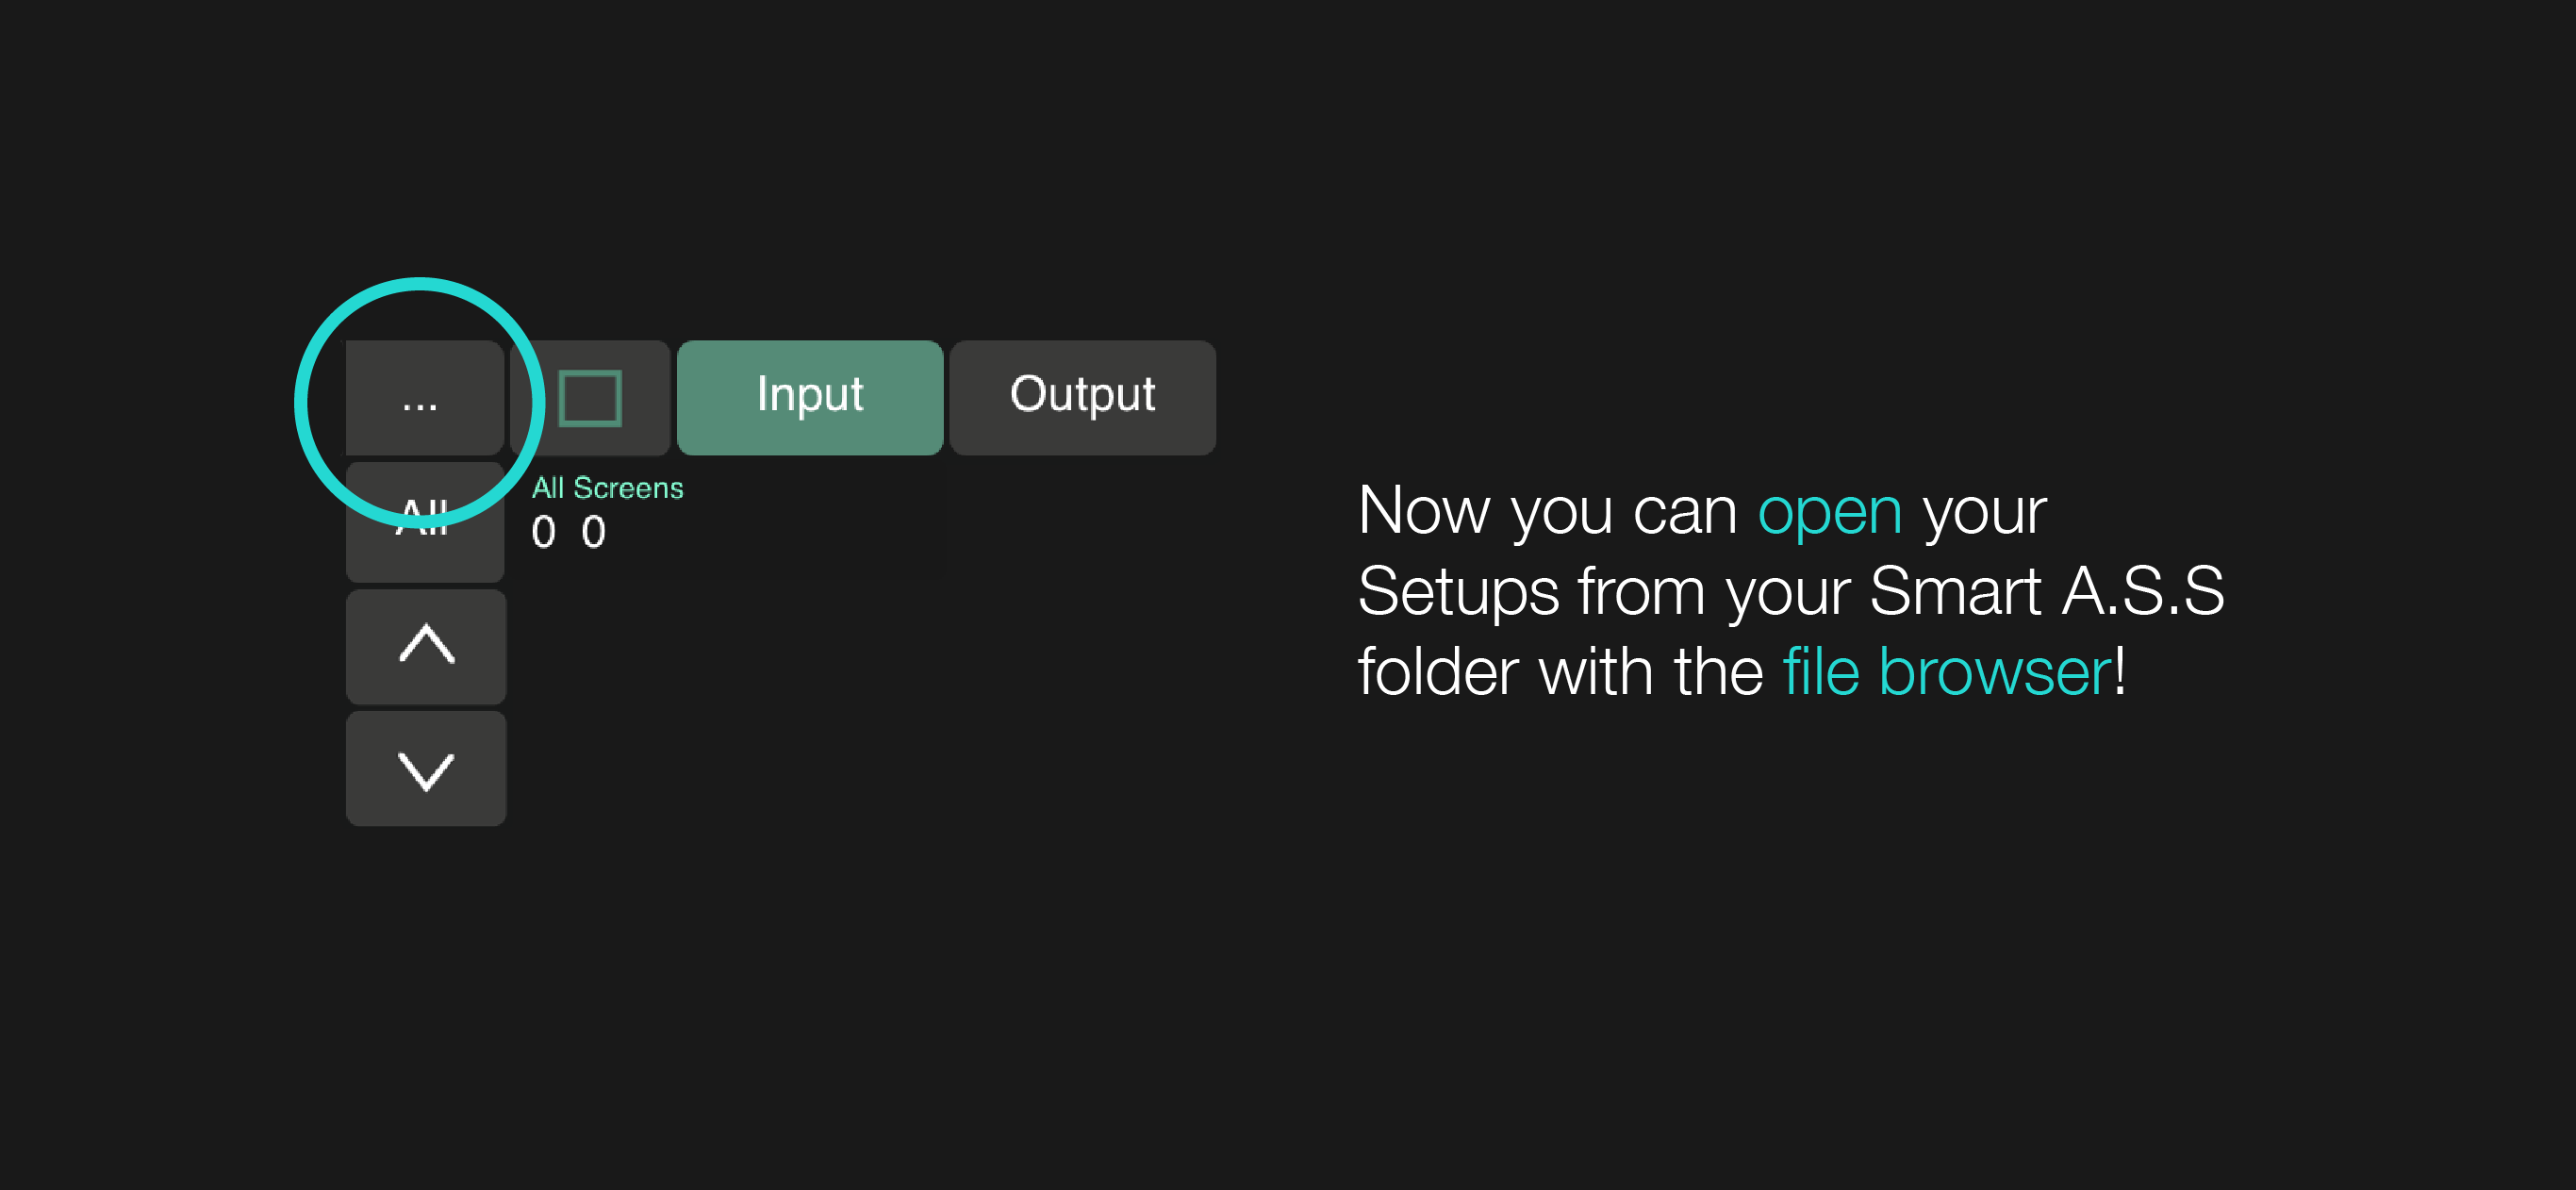 ...
Input
Output
All
All Screens
0 0
Now you can open your
Setups from your Smart A.S.S
folder with the file browser!